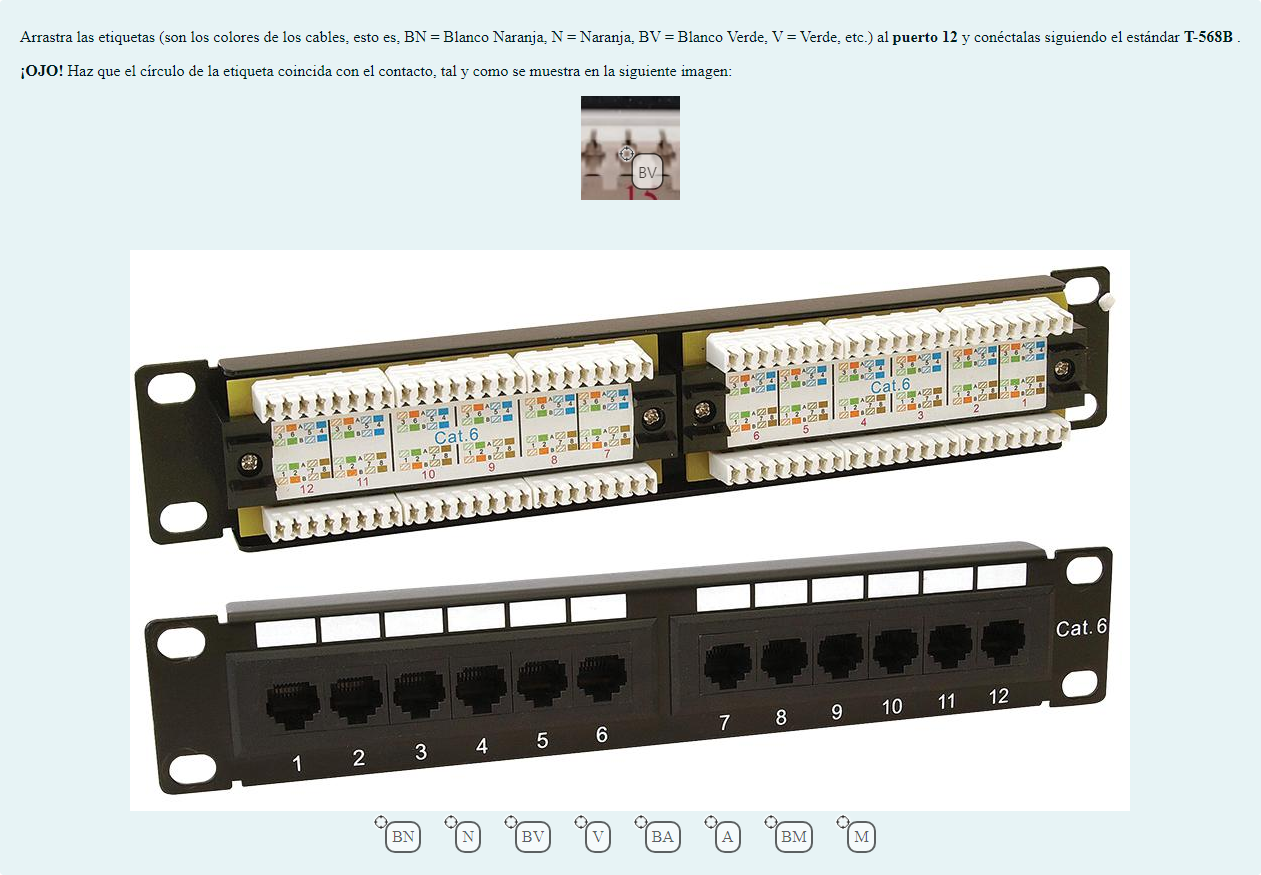 Arrastra las etiquetas (son los colores de los cables, esto es, BN = Blanco Naranja, N = Naranja, BV = Blanco Verde, V = Verde, etc.) al puerto 12 y conéctalas siguiendo el estándar T-568B .
¡OJO! Haz que el círculo de la etiqueta coincida con el contacto, tal y como se muestra en la siguiente imagen:
BV
Cat.6
6 5 4 3 2 1
Cat.6
12 11 10 9 8 7
Cat. 6
1 2 3 4 5 6 7 8 9 10 11 12
BN N BV V BA A BM M